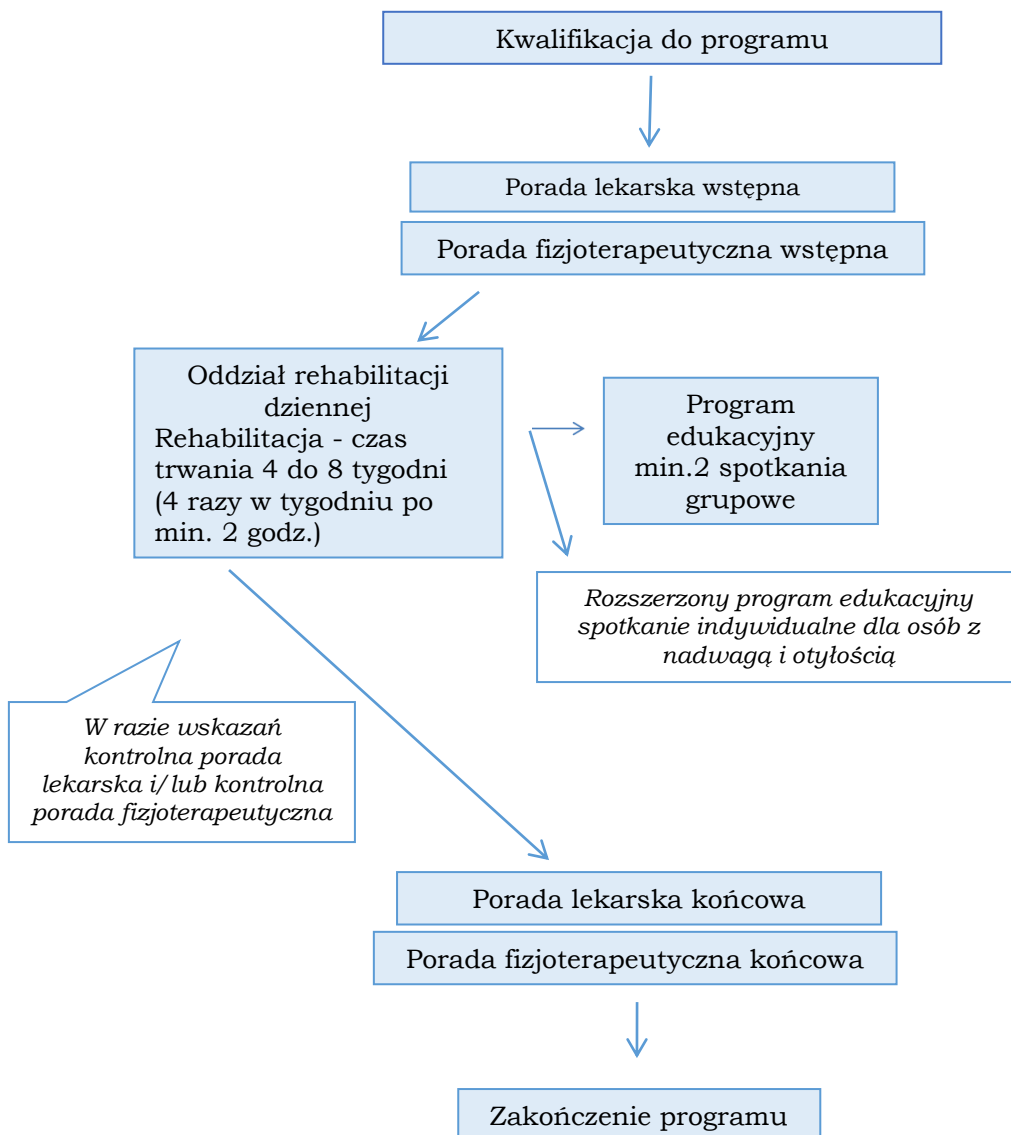 Kwalifikacja do programu
Porada lekarska wstępna
Porada fizjoterapeutyczna wstępna
Oddział rehabilitacji
dziennej
Rehabilitacja - czas
trwania 4 do 8 tygodni
(4 razy w tygodniu po
min. 2 godz.)
Program
edukacyjny
min.2 spotkania
grupowe
Rozszerzony program edukacyjny
spotkanie indywidualne dla osób z
nadwagą i otyłością
W razie wskazań
kontrolna porada
lekarska i/lub kontrolna
porada fizjoterapeutyczna
Porada lekarska końcowa
Porada fizjoterapeutyczna końcowa
Zakończenie programu